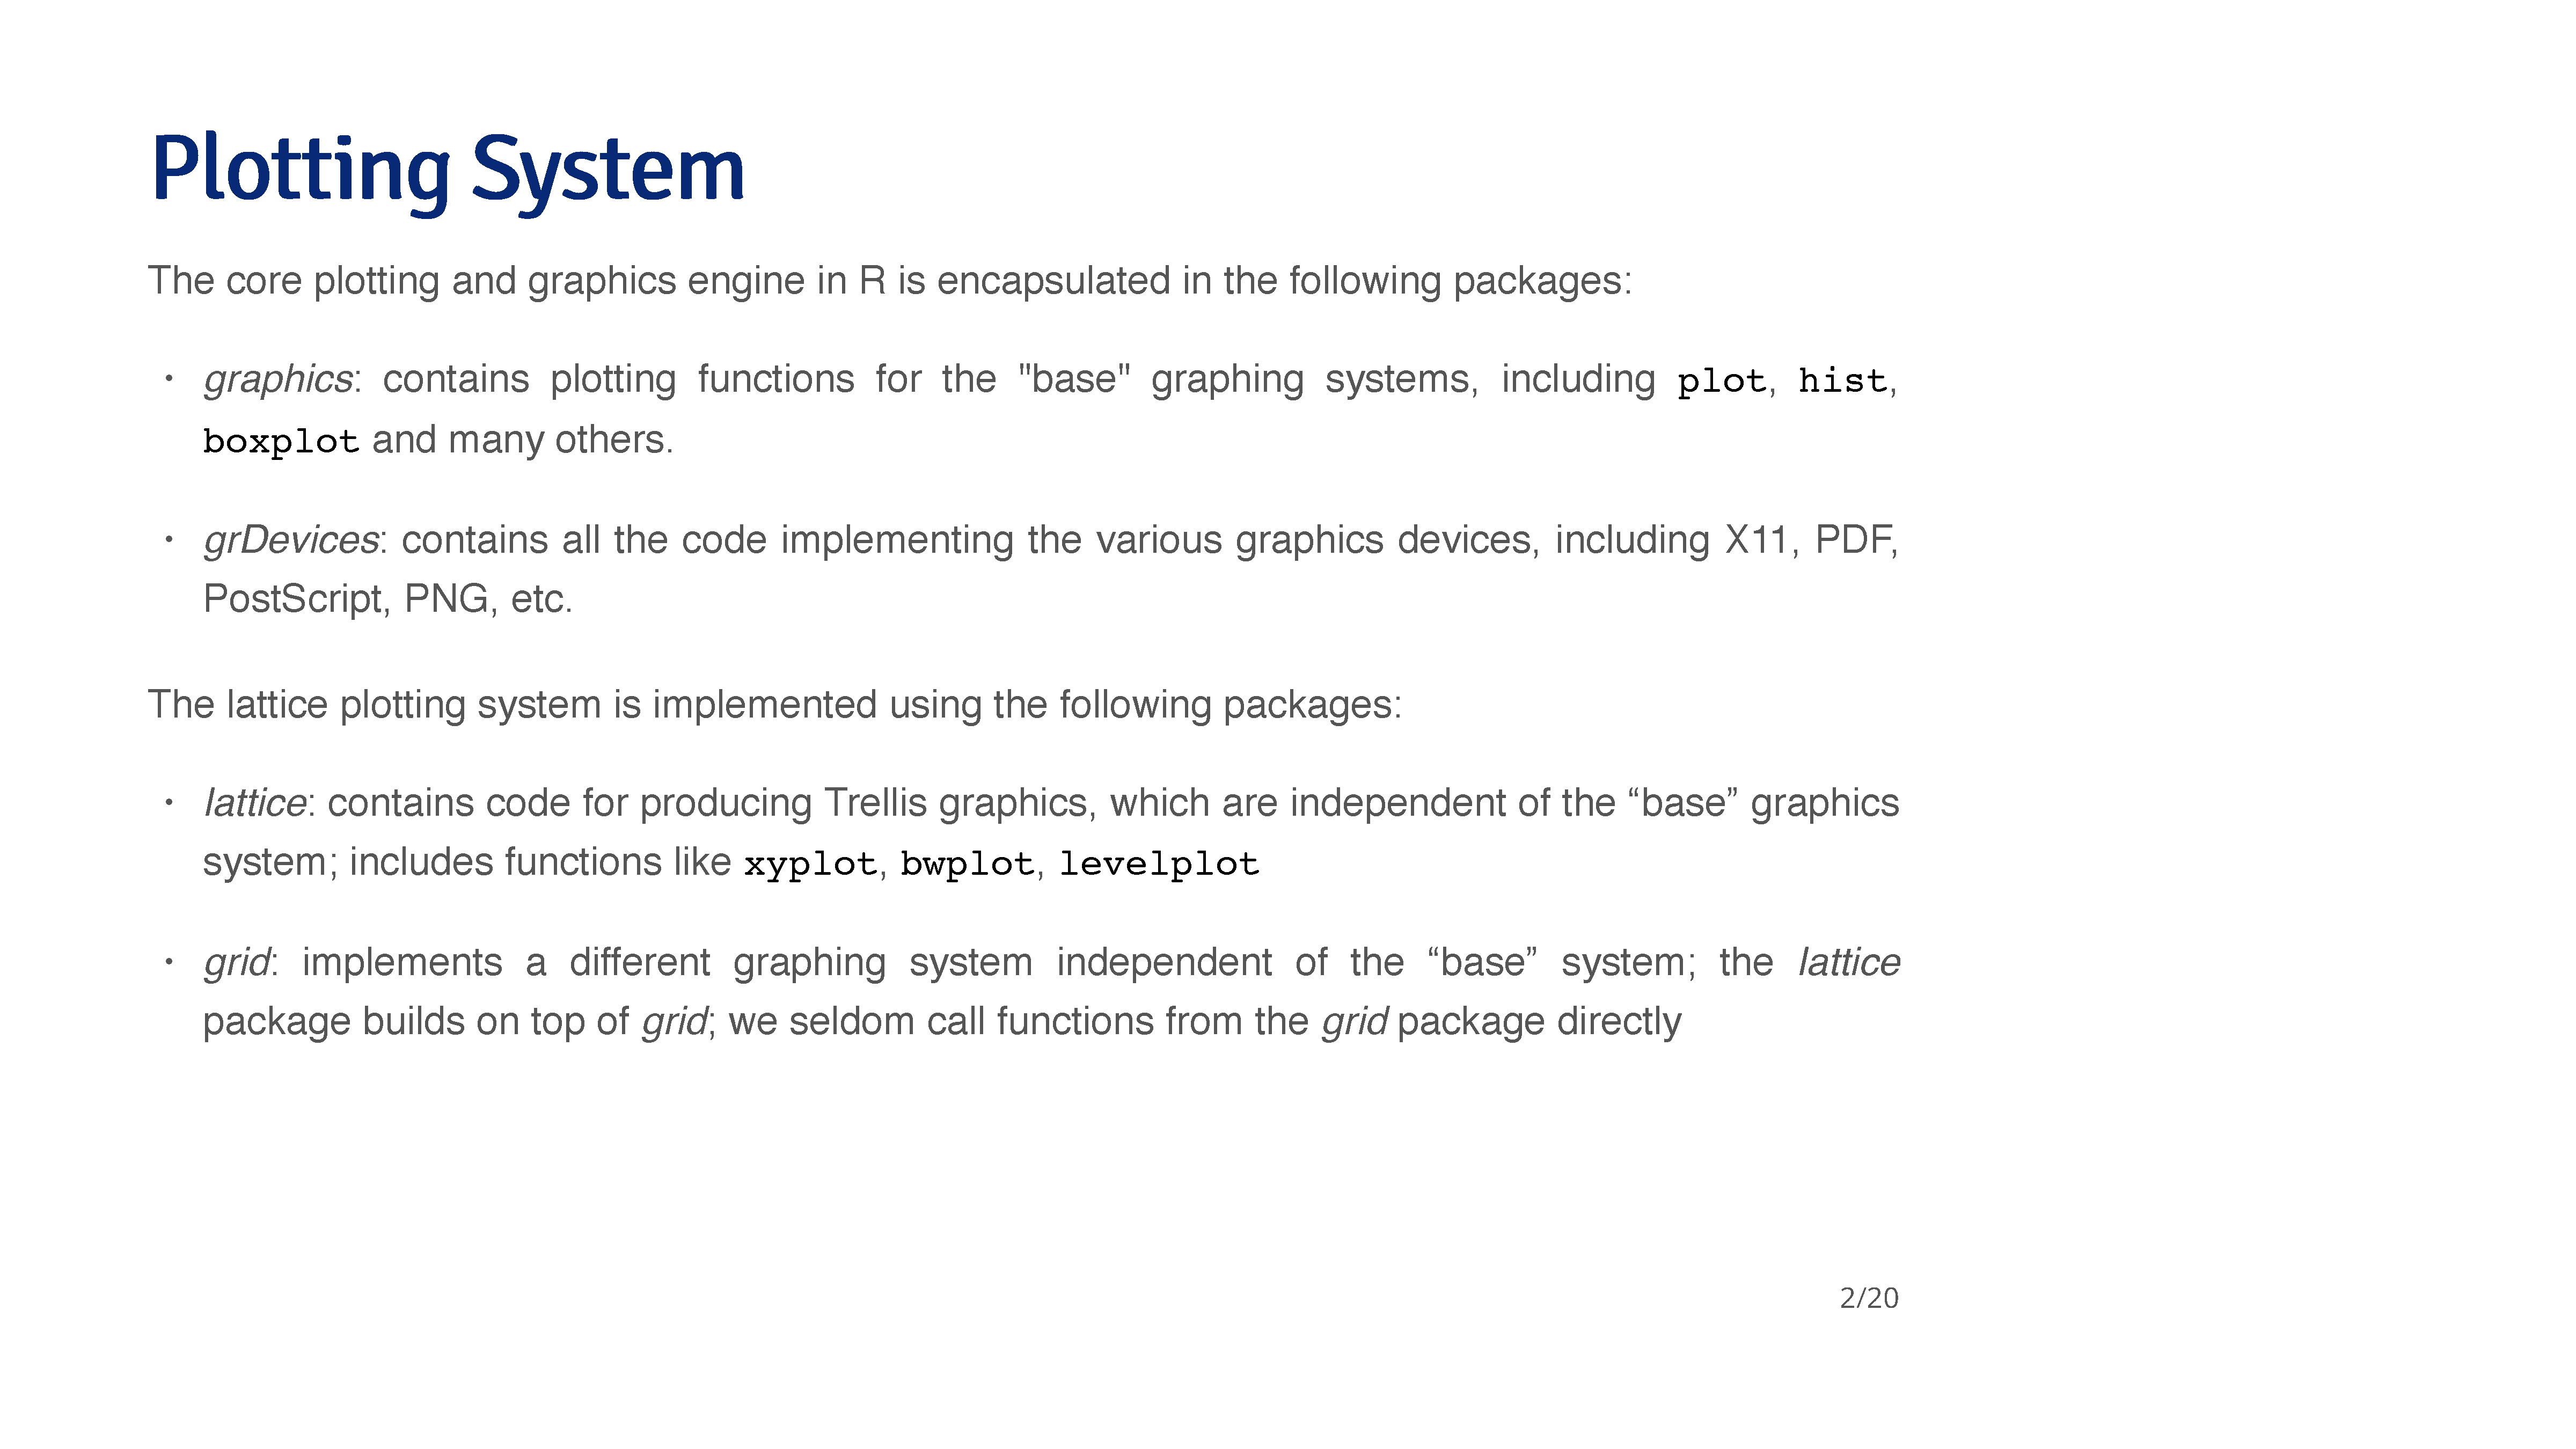 Plotting System
The core plotting and graphics engine in R is encapsulated in the following packages:
• graphics: contains plotting functions for the "base" graphing systems, including plot, hist,
boxplot and many others.
• grDevices: contains all the code implementing the various graphics devices, including X11, PDF,
PostScript, PNG, etc.
The lattice plotting system is implemented using the following packages:
• lattice: contains code for producing Trellis graphics, which are independent of the “base” graphics
system; includes functions like xyplot, bwplot, levelplot
• grid: implements a different graphing system independent of the “base” system; the lattice
package builds on top of grid; we seldom call functions from the grid package directly
2/20